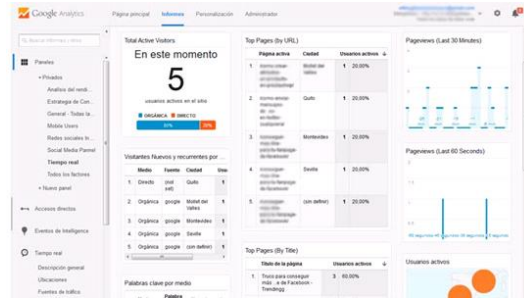 Google Analytics
Página principal
Informes
Personalización
Administrador
Paneles
Privados
Analisis del rendi...
Estrategia de Con...
General - Todas la...
Mobile Users
Redes sociales In...
Social Media Pannel
Tiempo real
Todos los factores
+ Nuevo panel
Accesos directos
Eventos de Inteligencia
Tiempo real
Descripción general
Ubicaciones
Fuentes de tráfico
Total Active Visitors
En este momento
5
usuarios activos en el sitio
ORGÁNICA DIRECTO
80% 20%
Visitantes Nuevos y recurrentes por ...
Medio Fuente Ciudad
1. Directo (not set) Quito
2. Orgánica google Mollet del Valles
3. Orgánica google Montevideo
4. Orgánica google Seville
5. Orgánica google (sin definir)
Palabras clave por medio
Palabra
Top Pages (by URL)
Página activa Ciudad Usuarios activos
1. Mollet del Valles 1 20,00%
2. Quito 1 20,00%
3. Montevideo 1 20,00%
4. Seville 1 20,00%
5. (sin definir) 1 20,00%
Top Pages (By Title)
Título de la página Usuarios activos
1. Trucos para conseguir más ...s de Facebook - Trendingg 3 60,00%
Pageviews (Last 30 Minutes)
Pageviews (Last 60 Seconds)
Usuarios activos